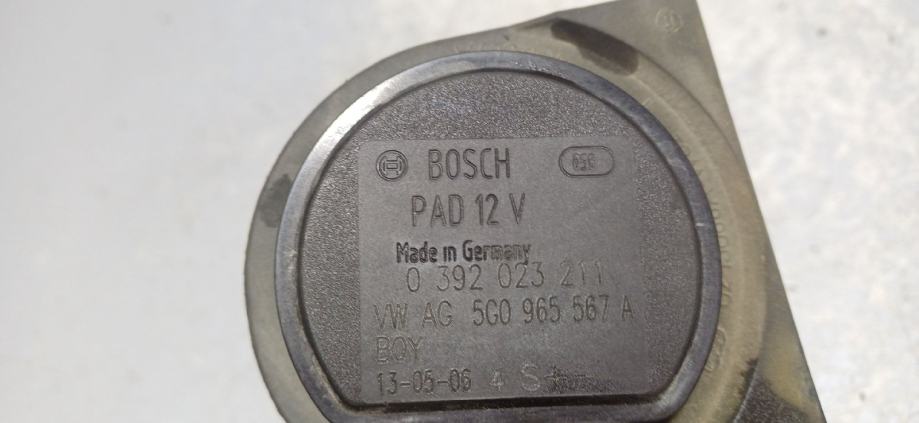 BOSCH
PAD 12 V
Made in Germany
0 392 023 211
VW AG 5G0 965 567 A
BQY
13-05-06 4 S